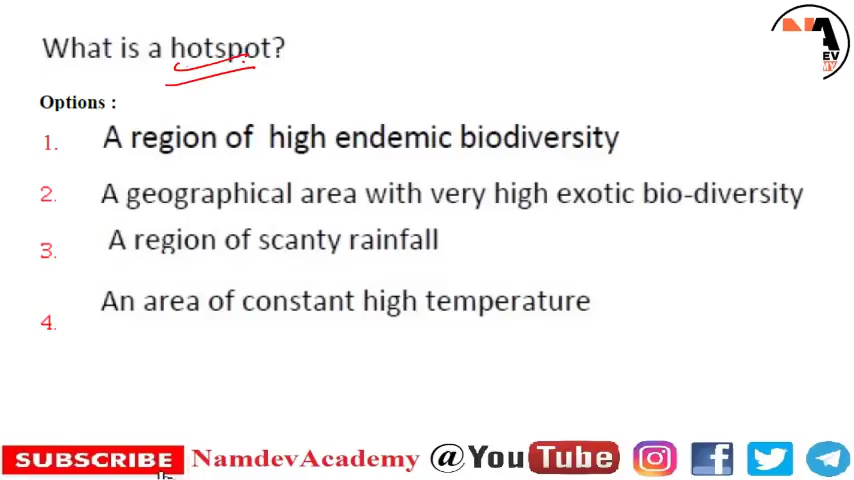 What is a hotspot?
Options :
1. A region of high endemic biodiversity
2. A geographical area with very high exotic bio-diversity
3. A region of scanty rainfall
4. An area of constant high temperature
SUBSCRIBE NamdevAcademy @YouTube